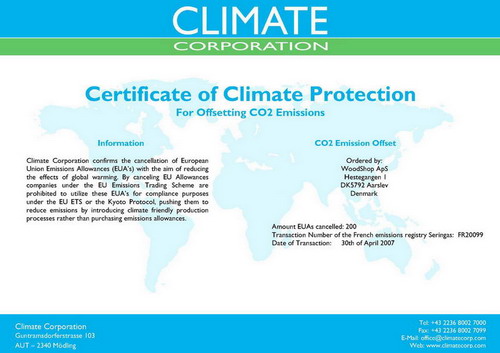 CLIMATE
CORPORATION
Certificate of Climate Protection
For Offsetting CO2 Emissions
Information
Climate Corporation confirms the cancellation of European
Union Emissions Allowances (EUA's) with the aim of reducing
the effects of global warming. By canceling EU Allowances
companies under the EU Emissions Trading Scheme are
prohibited to utilize these EUA's for compliance purposes
under the EU ETS or the Kyoto Protocol, pushing them to
reduce emissions by introducing climate friendly production
processes rather than purchasing emissions allowances.
CO2 Emission Offset
Ordered by:
WoodShop ApS
Hestegangen I
DK5792 Aarslev
Denmark
Amount EUAs cancelled: 200
Transaction Number of the French emissions registry Seringas: FR20099
Date of Transaction: 30th of April 2007
Climate Corporation
Guntramsdorferstrasse 103
AUT – 2340 Mödling
Tel: +43 2236 8002 7000
Fax: +43 2236 8002 7099
E-Mail: office@climatecorp.com
Web: www.climatecorp.com